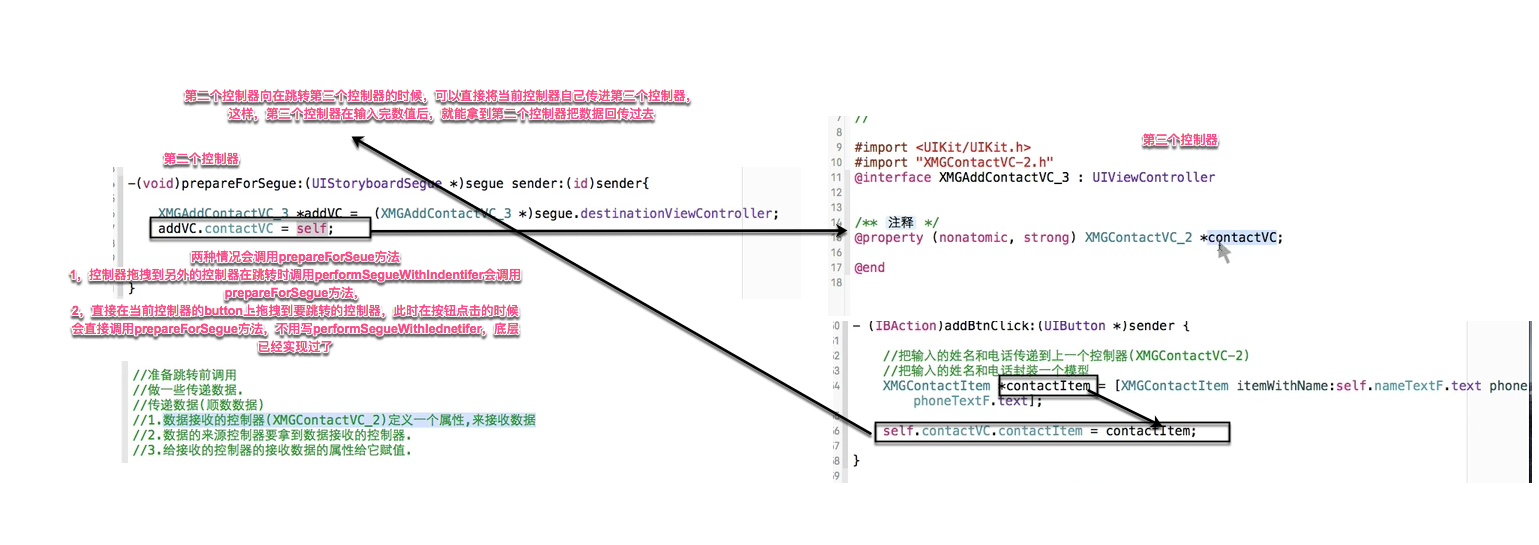 第二个控制器向在跳转第三个控制器的时候，可以直接将当前控制器自己传进第三个控制器，
这样，第三个控制器在输入完数值后，就能拿到第二个控制器把数据回传过去
第二个控制器
-(void)prepareForSegue:(UIStoryboardSegue *)segue sender:(id)sender{
XMGAddContactVC_3 *addVC = (XMGAddContactVC_3 *)segue.destinationViewController;
addVC.contactVC = self;
两种情况会调用prepareForSeue方法
1，控制器拖拽到另外的控制器在跳转时调用performSegueWithIndentifer会调用
prepareForSegue方法，
}
2，直接在当前控制器的button上拖拽到要跳转的控制器，此时在按钮点击的时候
会直接调用prepareForSegue方法，不用写performSegueWithIednetifer，底层
已经实现过了
//准备跳转前调用
//做一些传递数据.
//传递数据(顺数数据)
//1.数据接收的控制器(XMGContactVC_2)定义一个属性,来接收数据
//2.数据的来源控制器要拿到数据接收的控制器.
//3.给接收的控制器的接收数据的属性给它赋值.
第三个控制器
7 //
8
9 #import <UIKit/UIKit.h>
10 #import "XMGContactVC-2.h"
11 @interface XMGAddContactVC_3 : UIViewController
12
13
14 /** 注释 */
15 @property (nonatomic, strong) XMGContactVC_2 *contactVC;
16
17 @end
18
- (IBAction)addBtnClick:(UIButton *)sender {
//把输入的姓名和电话传递到上一个控制器(XMGContactVC-2)
//把输入的姓名和电话封装一个模型
XMGContactItem *contactItem = [XMGContactItem itemWithName:self.nameTextF.text phone
phoneTextF.text];
self.contactVC.contactItem = contactItem;
}